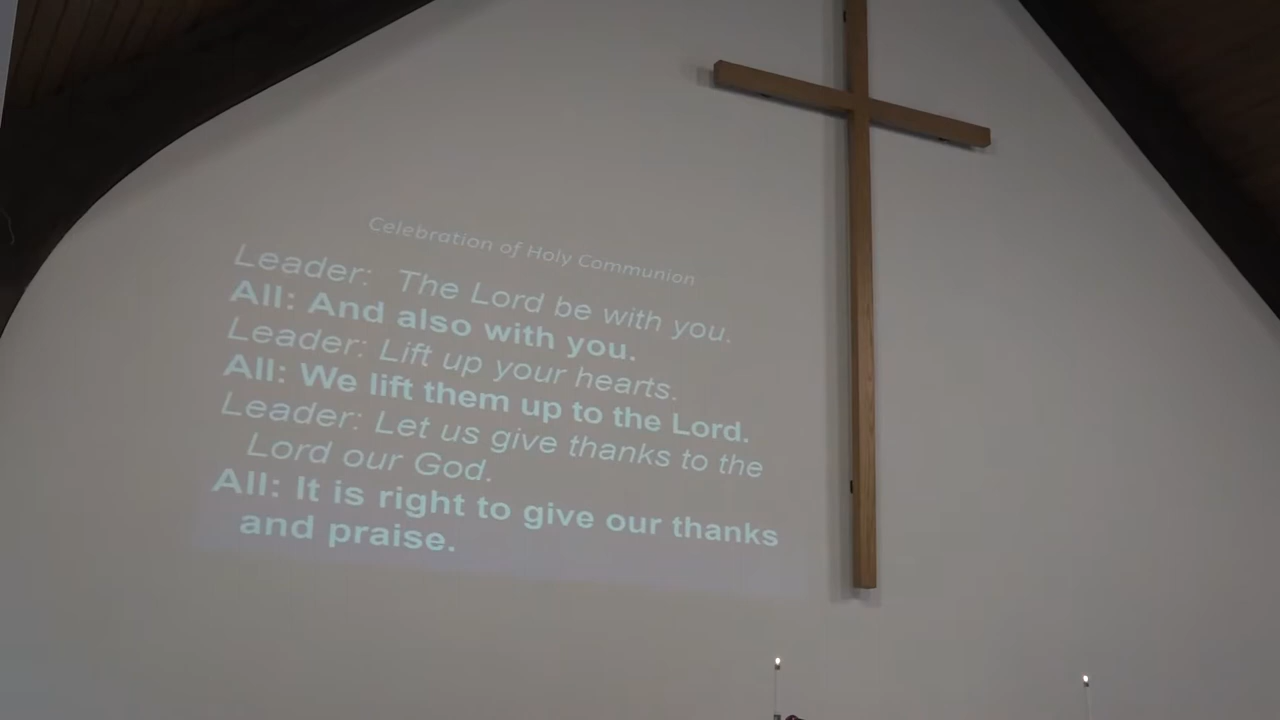 Celebration of Holy Communion
Leader: The Lord be with you.
All: And also with you.
Leader: Lift up your hearts.
All: We lift them up to the Lord.
Leader: Let us give thanks to the
Lord our God.
All: It is right to give our thanks
and praise.